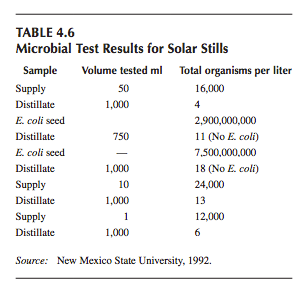 TABLE 4.6
Microbial Test Results for Solar Stills
Sample Volume tested ml Total organisms per liter
Supply 50 16,000
Distillate 1,000 4
E. coli seed 2,900,000,000
Distillate 750 11 (No E. coli)
E. coli seed — 7,500,000,000
Distillate 1,000 18 (No E. coli)
Supply 10 24,000
Distillate 1,000 13
Supply 1 12,000
Distillate 1,000 6
Source: New Mexico State University, 1992.